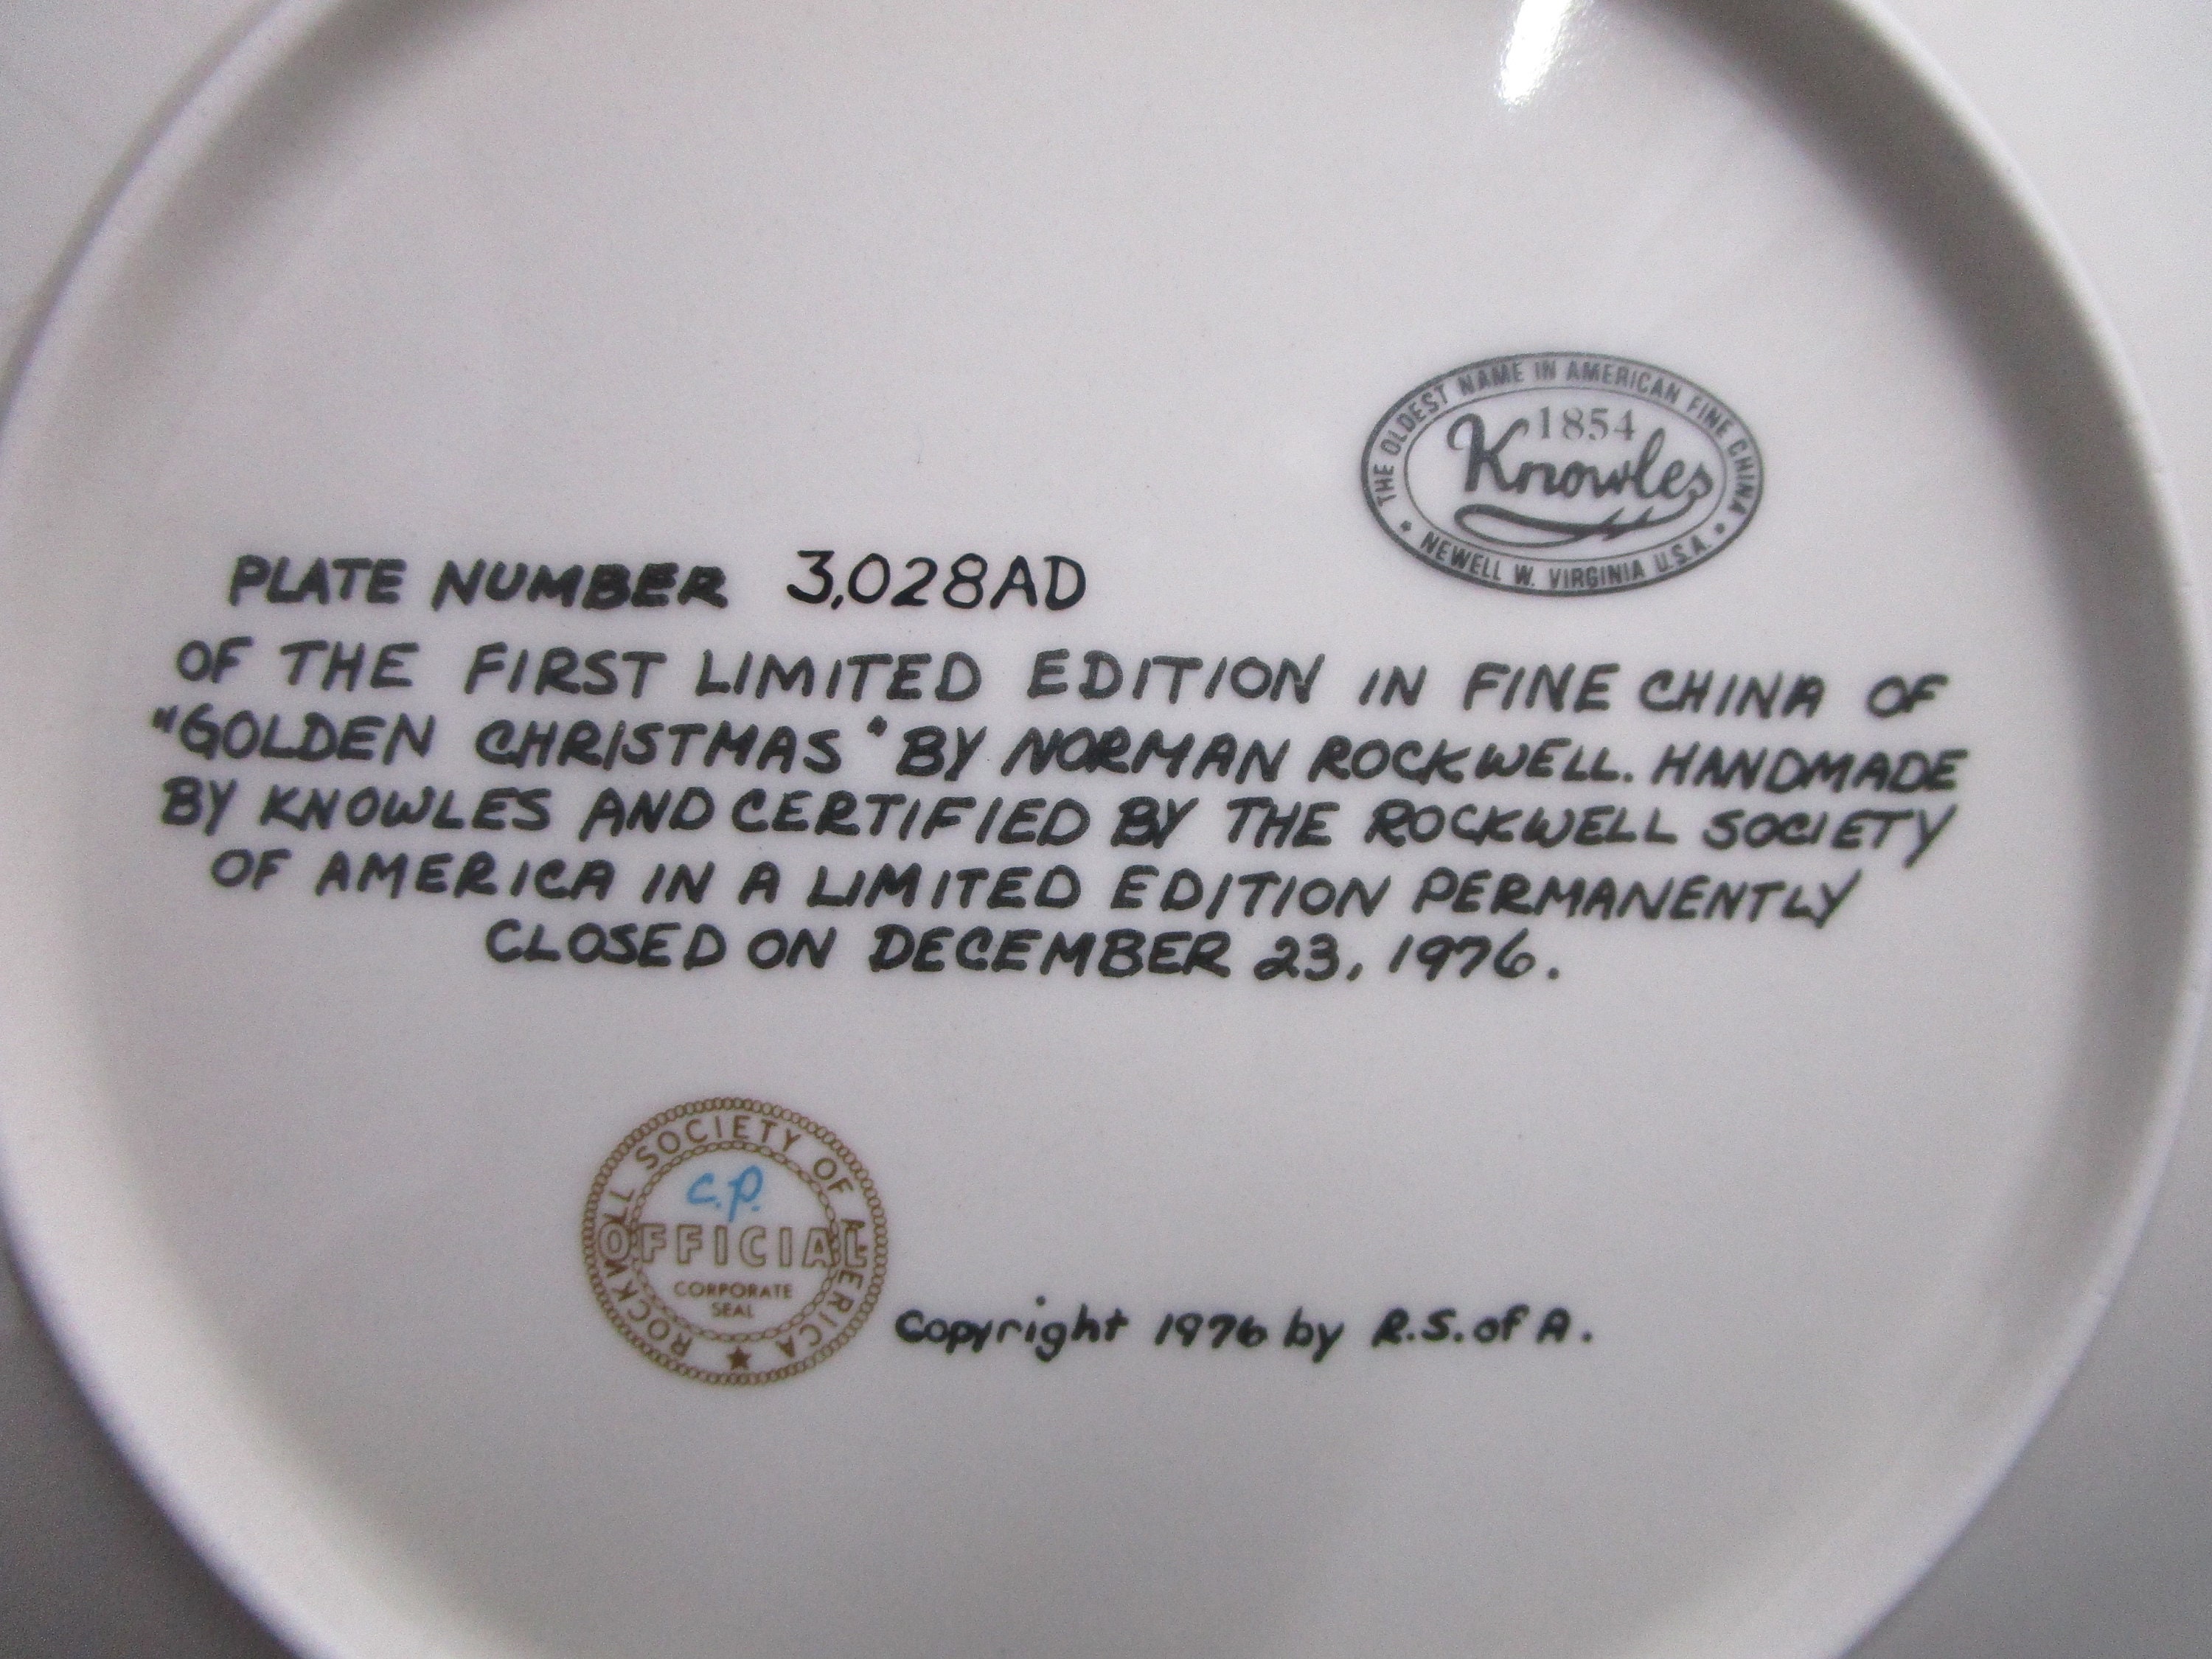 THE OLDEST NAME IN AMERICAN FINE CHINA
1854
Knowles
• NEWELL W. VIRGINIA U.S.A. •
PLATE NUMBER 3,028AD
OF THE FIRST LIMITED EDITION IN FINE CHINA OF
"GOLDEN CHRISTMAS" BY NORMAN ROCKWELL. HANDMADE
BY KNOWLES AND CERTIFIED BY THE ROCKWELL SOCIETY
OF AMERICA IN A LIMITED EDITION PERMANENTLY
CLOSED ON DECEMBER 23, 1976.
ROCKWELL SOCIETY OF AMERICA ★
C.P.
OFFICIAL
CORPORATE
SEAL
Copyright 1976 by R.S. of A.